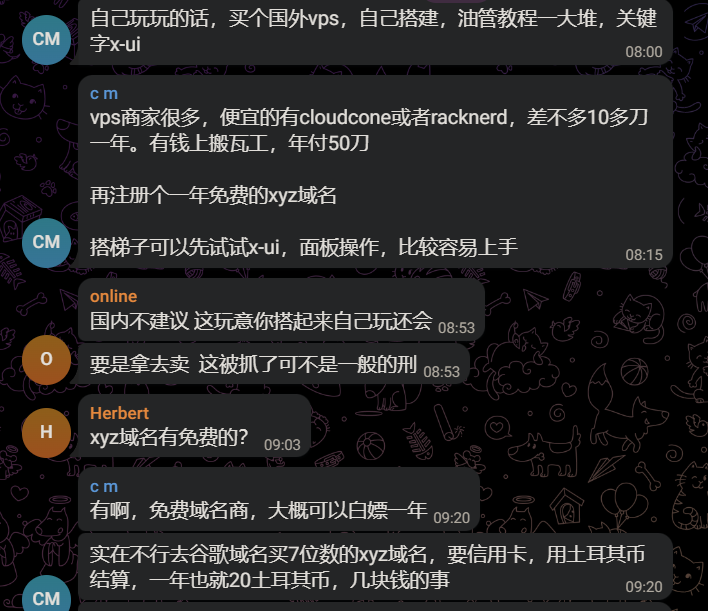 自己玩玩的话，买个国外vps，自己搭建，油管教程一大堆，关键
字x-ui
08:00
CM
c m
vps商家很多，便宜的有cloudcone或者racknerd，差不多10多刀
一年。有钱上搬瓦工，年付50刀
再注册个一年免费的xyz域名
搭梯子可以先试试x-ui，面板操作，比较容易上手
08:15
CM
online
国内不建议 这玩意你搭起来自己玩还会 08:53
要是拿去卖 这被抓了可不是一般的刑 08:53
O
Herbert
xyz域名有免费的？ 09:03
H
c m
有啊，免费域名商，大概可以白嫖一年 09:20
实在不行去谷歌域名买7位数的xyz域名，要信用卡，用土耳其币
结算，一年也就20土耳其币，几块钱的事
09:20
CM